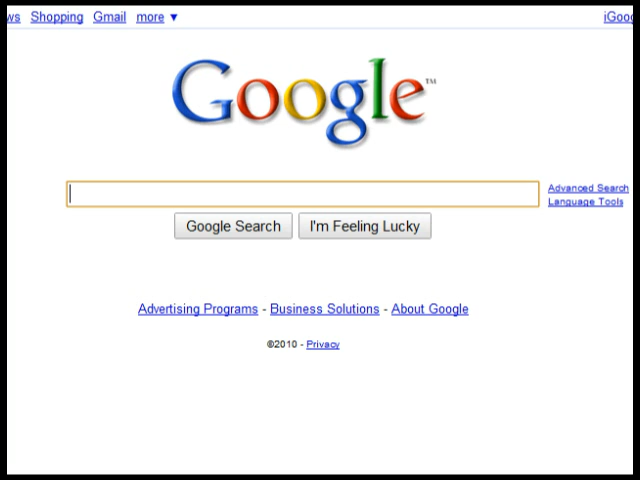 ws Shopping Gmail more ▼ iGoo
Google™
Advanced Search
Language Tools
Google Search I'm Feeling Lucky
Advertising Programs - Business Solutions - About Google
©2010 - Privacy